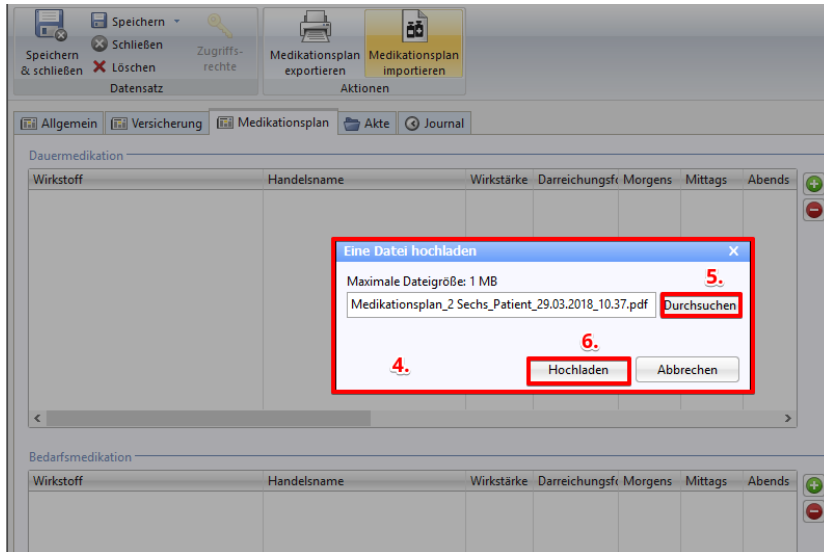 Speichern
& schließen
Speichern
Schließen
Löschen
Zugriffs-
rechte
Datensatz
Medikationsplan
exportieren
Medikationsplan
importieren
Aktionen
Allgemein
Versicherung
Medikationsplan
Akte
Journal
Dauermedikation
Wirkstoff
Handelsname
Wirkstärke
Darreichungsfo
Morgens
Mittags
Abends
Eine Datei hochladen
X
Maximale Dateigröße: 1 MB
5.
Medikationsplan_2 Sechs_Patient_29.03.2018_10.37.pdf
Durchsuchen
6.
4.
Hochladen
Abbrechen
Bedarfsmedikation
Wirkstoff
Handelsname
Wirkstärke
Darreichungsfo
Morgens
Mittags
Abends